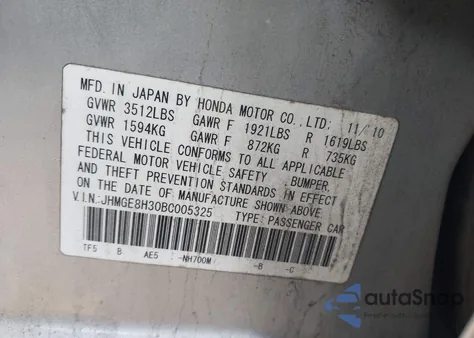 MFD. IN JAPAN BY HONDA MOTOR CO.,LTD. 11/10
GVWR 3512LBS GAWR F 1921LBS R 1619LBS
GVWR 1594KG GAWR F 872KG R 735KG
THIS VEHICLE CONFORMS TO ALL APPLICABLE
FEDERAL MOTOR VEHICLE SAFETY, BUMPER,
AND THEFT PREVENTION STANDARDS IN EFFECT
ON THE DATE OF MANUFACTURE SHOWN ABOVE.
V.I.N:JHMGE8H30BC005325 TYPE: PASSENGER CAR
TF5 B AE5 -NH700M -B -C
autoSnap